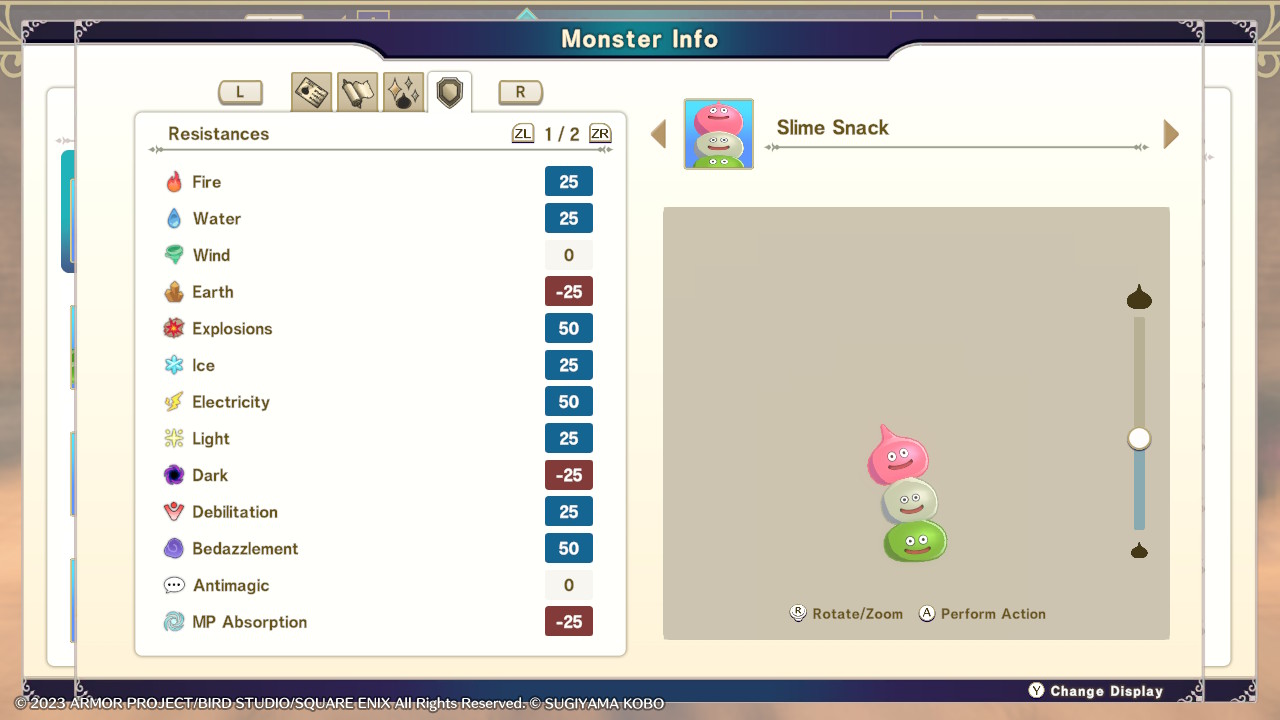 Monster Info
L
R
Resistances
ZL 1 / 2 ZR
Fire 25
Water 25
Wind 0
Earth -25
Explosions 50
Ice 25
Electricity 50
Light 25
Dark -25
Debilitation 25
Bedazzlement 50
Antimagic 0
MP Absorption -25
Slime Snack
R Rotate/Zoom A Perform Action
Y Change Display
© 2023 ARMOR PROJECT/BIRD STUDIO/SQUARE ENIX All Rights Reserved. © SUGIYAMA KOBO